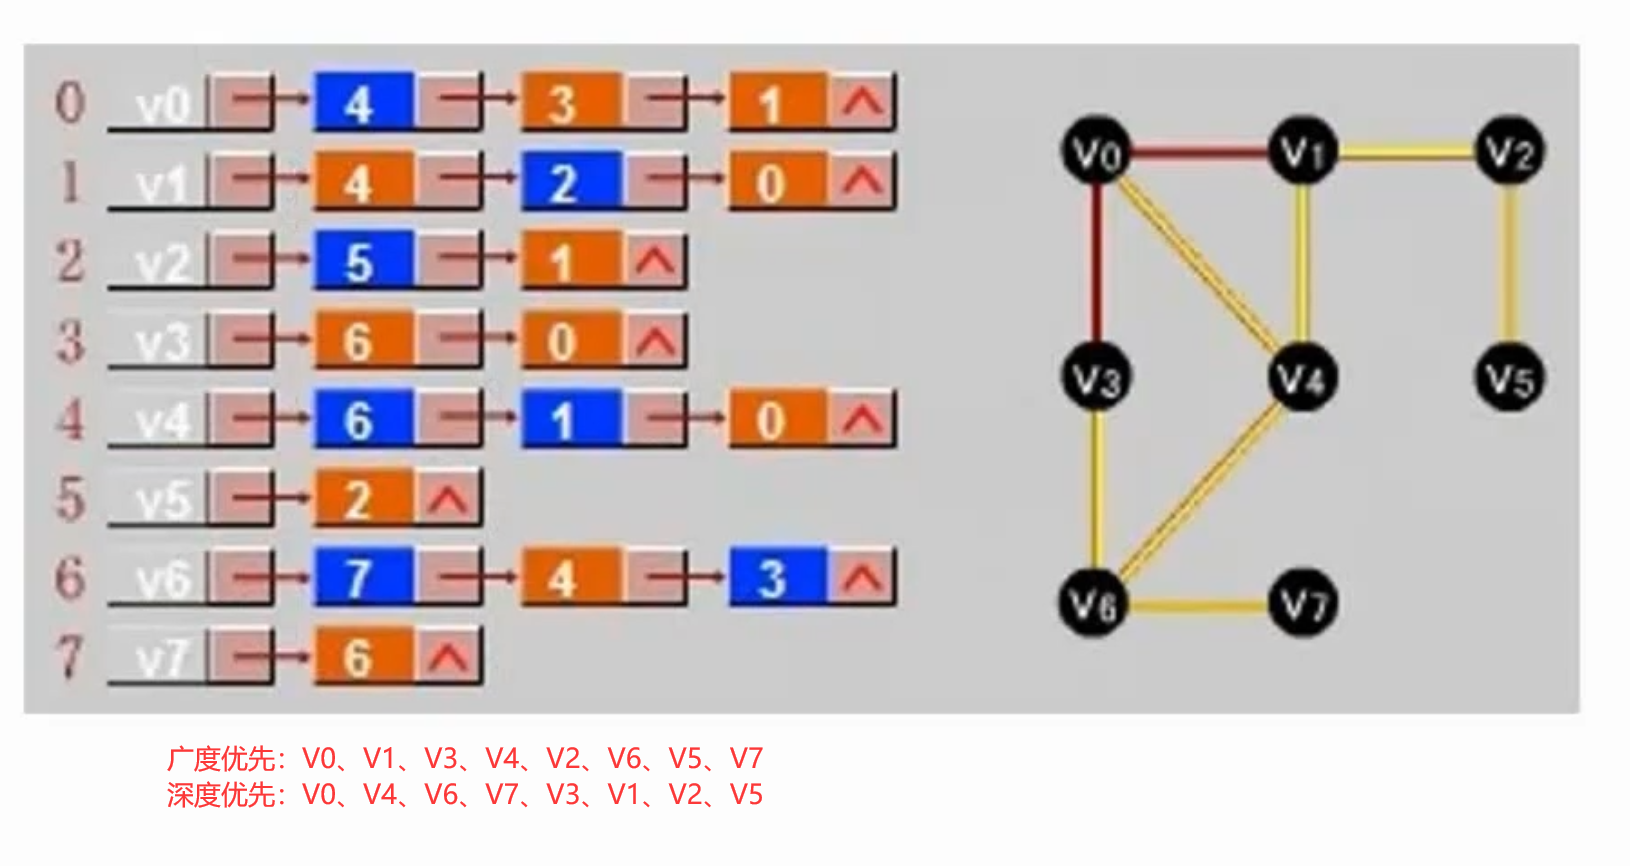 0 v0 4 3 1 ^
1 v1 4 2 0 ^
2 v2 5 1 ^
3 v3 6 0 ^
4 v4 6 1 0 ^
5 v5 2 ^
6 v6 7 4 3 ^
7 v7 6 ^
V0 V1 V2
V3 V4 V5
V6 V7
广度优先：V0、V1、V3、V4、V2、V6、V5、V7
深度优先：V0、V4、V6、V7、V3、V1、V2、V5